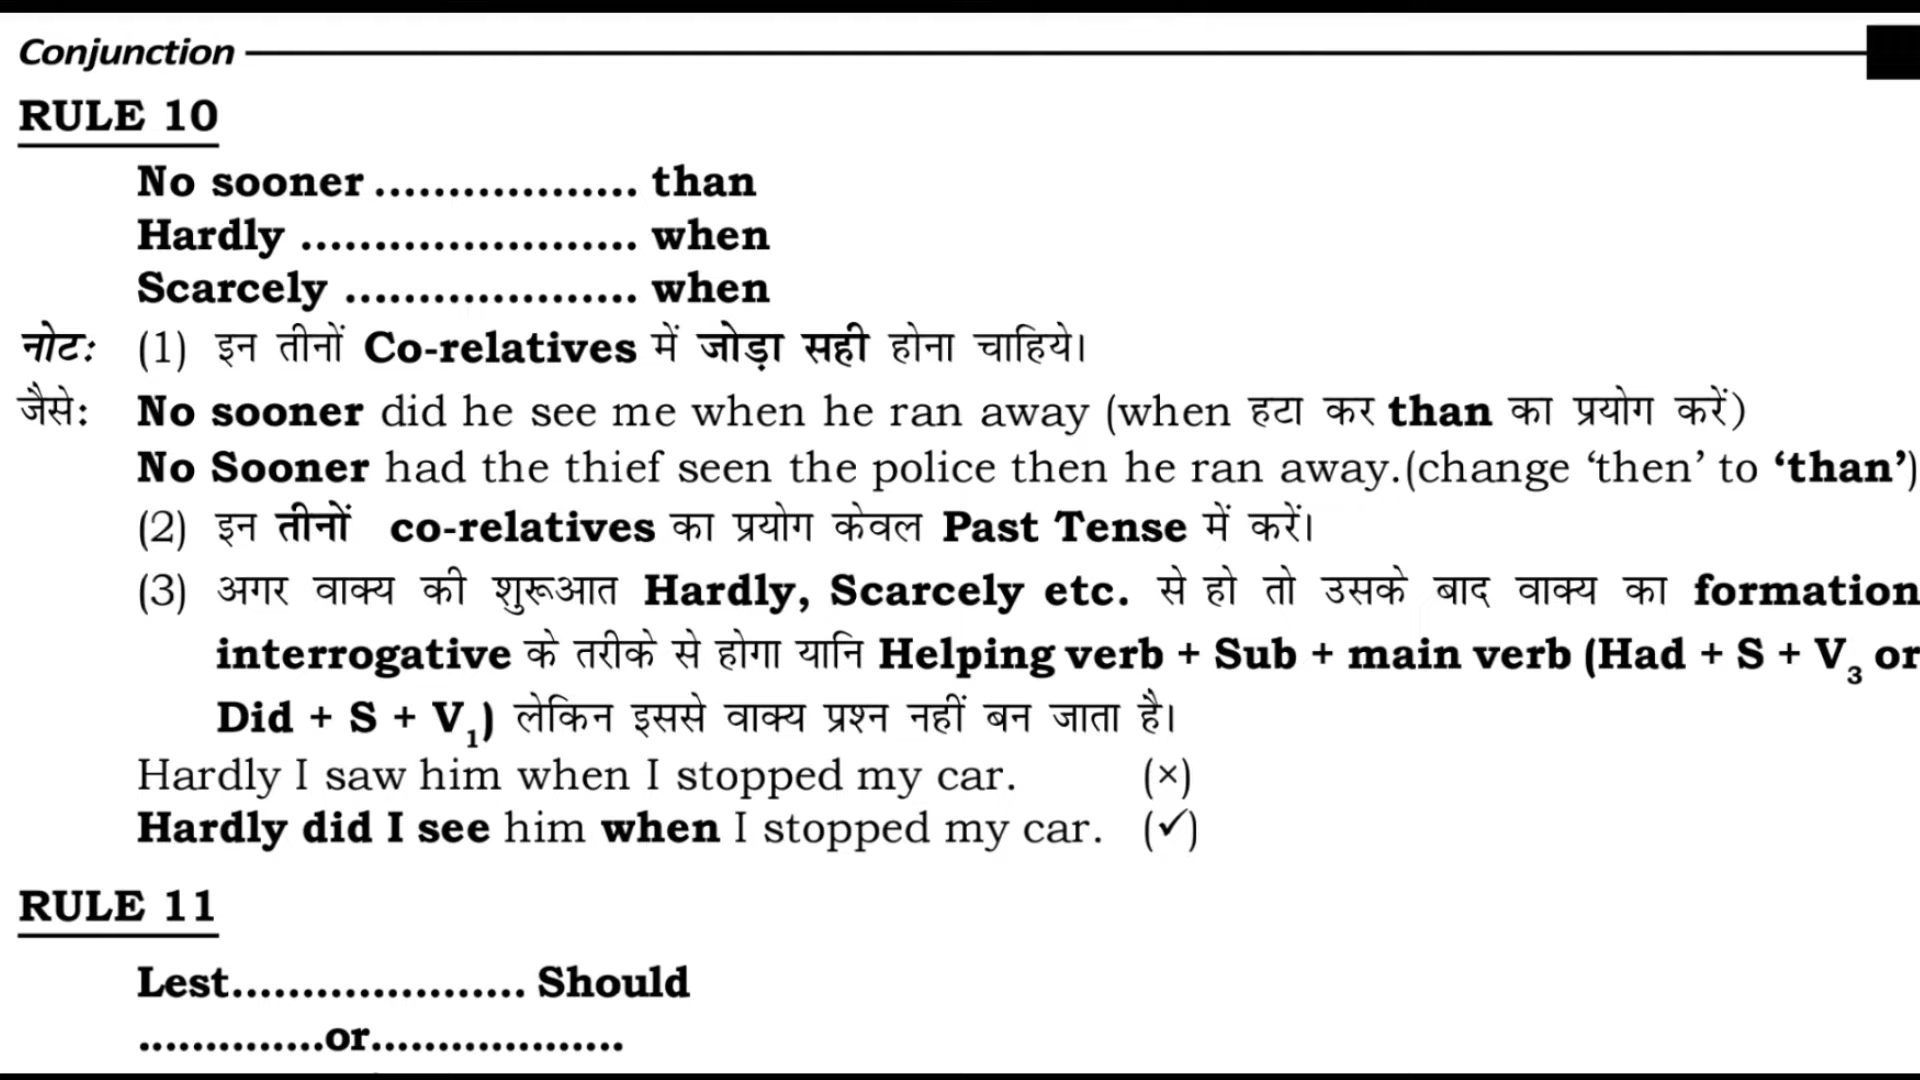 Conjunction
RULE 10
No sooner .................. than
Hardly ....................... when
Scarcely .................... when
नोटः (1) इन तीनों Co-relatives में जोड़ा सही होना चाहिये।
जैसेः No sooner did he see me when he ran away (when हटा कर than का प्रयोग करें)
No Sooner had the thief seen the police then he ran away.(change ‘then’ to ‘than’)
(2) इन तीनों co-relatives का प्रयोग केवल Past Tense में करें।
(3) अगर वाक्य की शुरूआत Hardly, Scarcely etc. से हो तो उसके बाद वाक्य का formation
interrogative के तरीके से होगा यानि Helping verb + Sub + main verb (Had + S + V₃ or
Did + S + V₁) लेकिन इससे वाक्य प्रश्न नहीं बन जाता है।
Hardly I saw him when I stopped my car. (×)
Hardly did I see him when I stopped my car. (✓)
RULE 11
Lest..................... Should
..............or...................